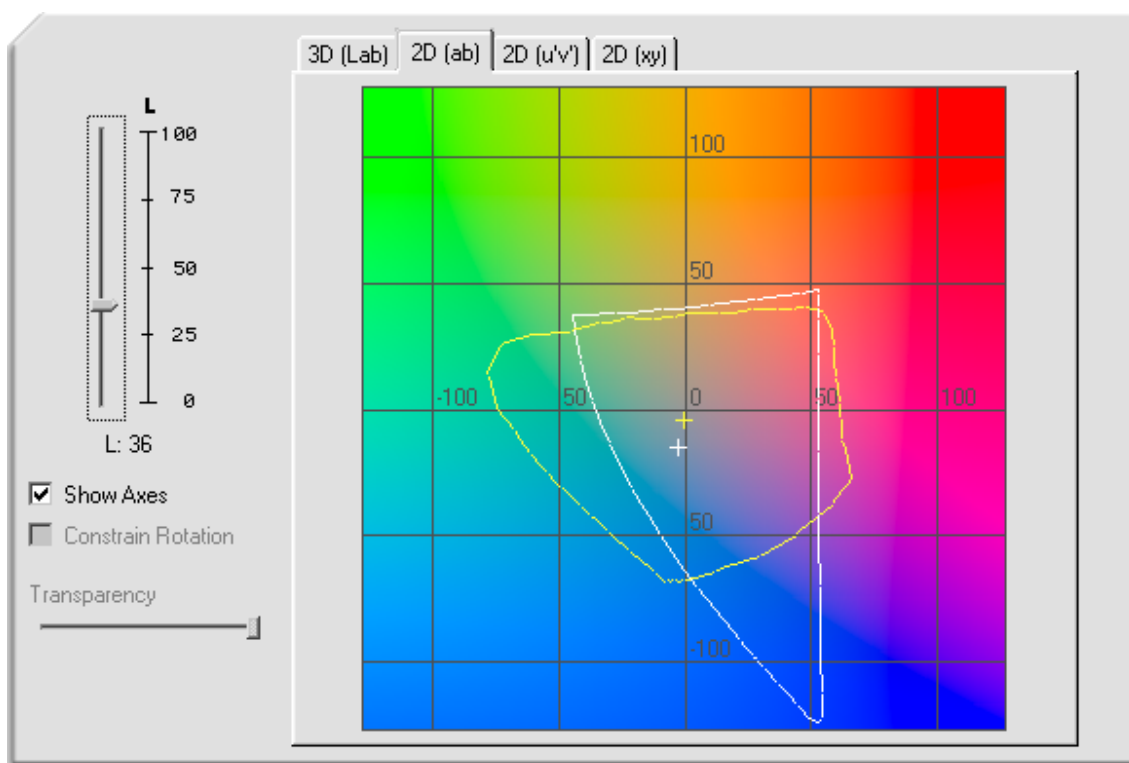 3D (Lab) 2D (ab) 2D (u'v') 2D (xy)
L
100
75
50
25
0
L: 36
Show Axes
Constrain Rotation
Transparency
100
50
-100 50 0 50 100
50
-100